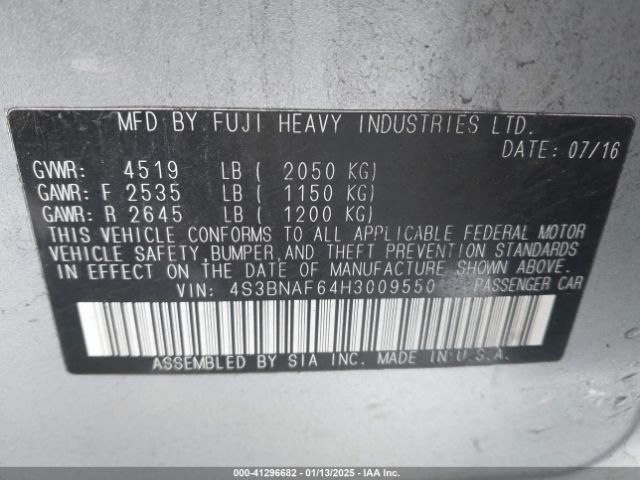 MFD BY FUJI HEAVY INDUSTRIES LTD.
DATE: 07/16
GVWR: 4519 LB ( 2050 KG)
GAWR: F 2535 LB ( 1150 KG)
GAWR: R 2645 LB ( 1200 KG)
THIS VEHICLE CONFORMS TO ALL APPLICABLE FEDERAL MOTOR
VEHICLE SAFETY, BUMPER, AND THEFT PREVENTION STANDARDS
IN EFFECT ON THE DATE OF MANUFACTURE SHOWN ABOVE.
VIN: 4S3BNAF64H3009550 PASSENGER CAR
ASSEMBLED BY SIA INC. MADE IN U.S.A.
000-41296682 - 01/13/2025 - IAA Inc.